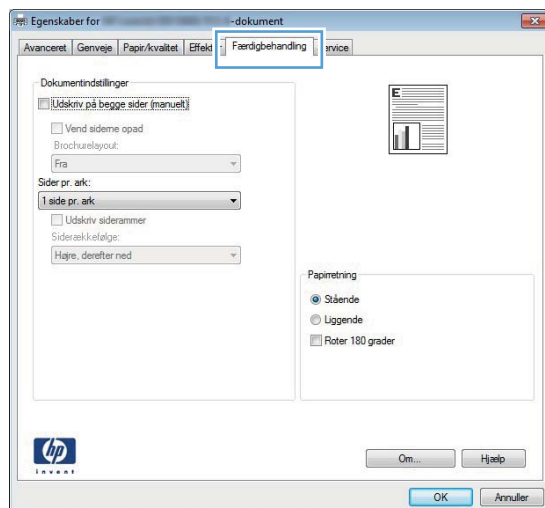 Egenskaber for -dokument
Avanceret Genveje Papir/kvalitet Effekt Færdigbehandling ervice
Dokumentindstillinger
Udskriv på begge sider (manuelt)
Vend siderne opad
Brochurelayout:
Fra
Sider pr. ark:
1 side pr. ark
Udskriv siderammer
Siderækkefølge:
Højre, derefter ned
E
Papirretning
Stående
Liggende
Roter 180 grader
hp
invent
Om... Hjælp
OK Annuller